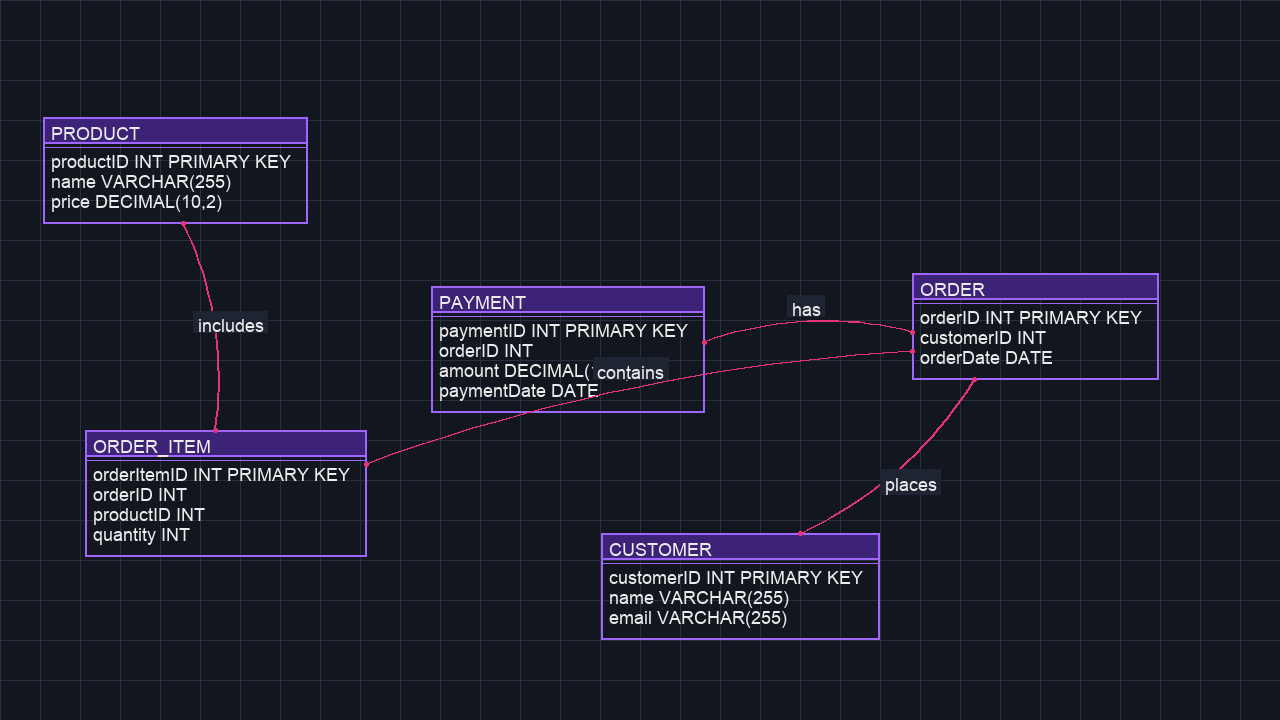 PRODUCT
productID INT PRIMARY KEY
name VARCHAR(255)
price DECIMAL(10,2)
includes
PAYMENT
paymentID INT PRIMARY KEY
orderID INT
amount DECIMAL(
paymentDate DATE
has
contains
ORDER
orderID INT PRIMARY KEY
customerID INT
orderDate DATE
ORDER_ITEM
orderItemID INT PRIMARY KEY
orderID INT
productID INT
quantity INT
places
CUSTOMER
customerID INT PRIMARY KEY
name VARCHAR(255)
email VARCHAR(255)